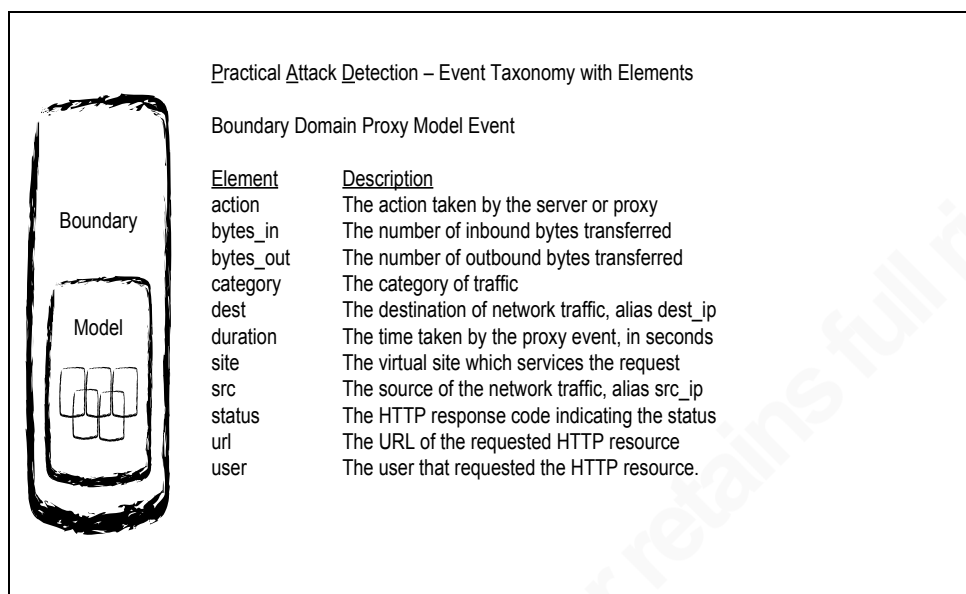 Practical Attack Detection – Event Taxonomy with Elements
Boundary Domain Proxy Model Event
Element Description
action The action taken by the server or proxy
bytes_in The number of inbound bytes transferred
bytes_out The number of outbound bytes transferred
category The category of traffic
dest The destination of network traffic, alias dest_ip
duration The time taken by the proxy event, in seconds
site The virtual site which services the request
src The source of the network traffic, alias src_ip
status The HTTP response code indicating the status
url The URL of the requested HTTP resource
user The user that requested the HTTP resource.
Boundary
Model
r retains full ri